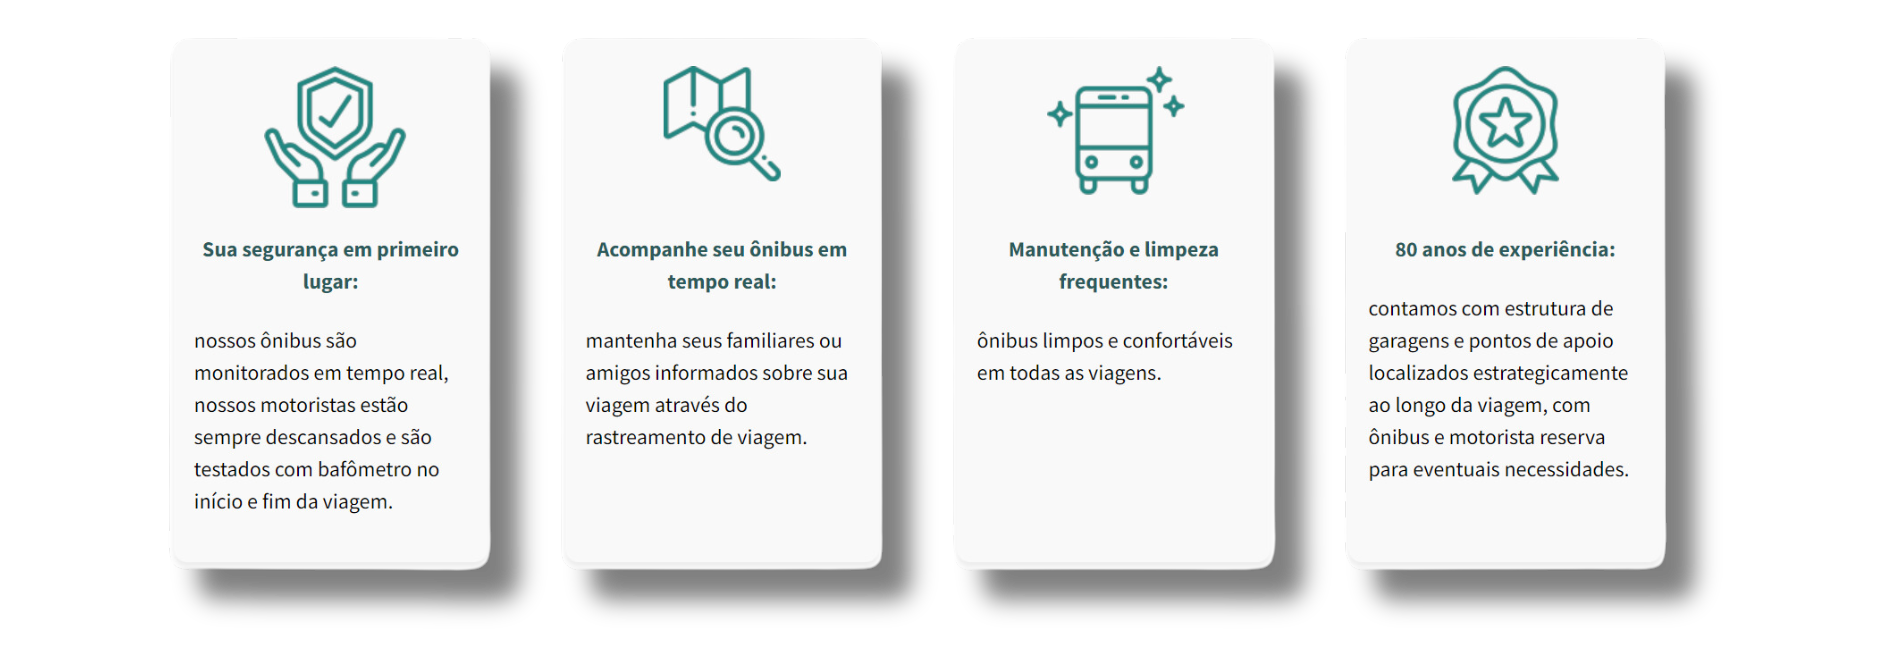 Sua segurança em primeiro
lugar:
nossos ônibus são
monitorados em tempo real,
nossos motoristas estão
sempre descansados e são
testados com bafômetro no
início e fim da viagem.
Acompanhe seu ônibus em
tempo real:
mantenha seus familiares ou
amigos informados sobre sua
viagem através do
rastreamento de viagem.
Manutenção e limpeza
frequentes:
ônibus limpos e confortáveis
em todas as viagens.
80 anos de experiência:
contamos com estrutura de
garagens e pontos de apoio
localizados estrategicamente
ao longo da viagem, com
ônibus e motorista reserva
para eventuais necessidades.